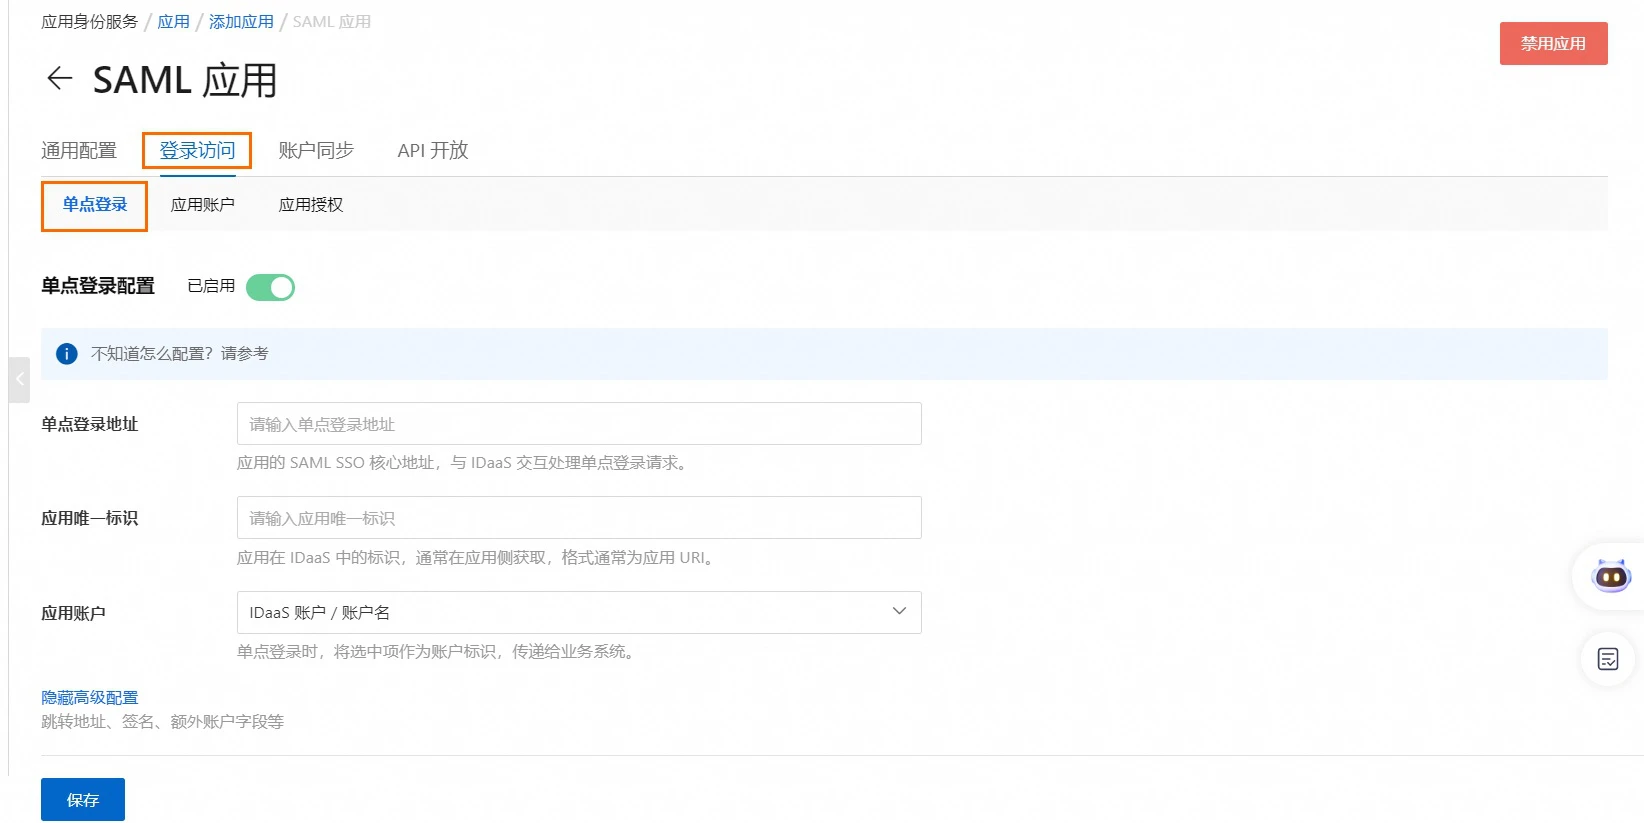 应用身份服务 / 应用 / 添加应用 / SAML 应用
禁用应用
SAML 应用
通用配置 登录访问 账户同步 API 开放
单点登录 应用账户 应用授权
单点登录配置 已启用
不知道怎么配置？请参考
单点登录地址 请输入单点登录地址
应用的 SAML SSO 核心地址，与 IDaaS 交互处理单点登录请求。
应用唯一标识 请输入应用唯一标识
应用在 IDaaS 中的标识，通常在应用侧获取，格式通常为应用 URI。
应用账户 IDaaS 账户 / 账户名
单点登录时，将选中项作为账户标识，传递给业务系统。
隐藏高级配置
跳转地址、签名、额外账户字段等
保存